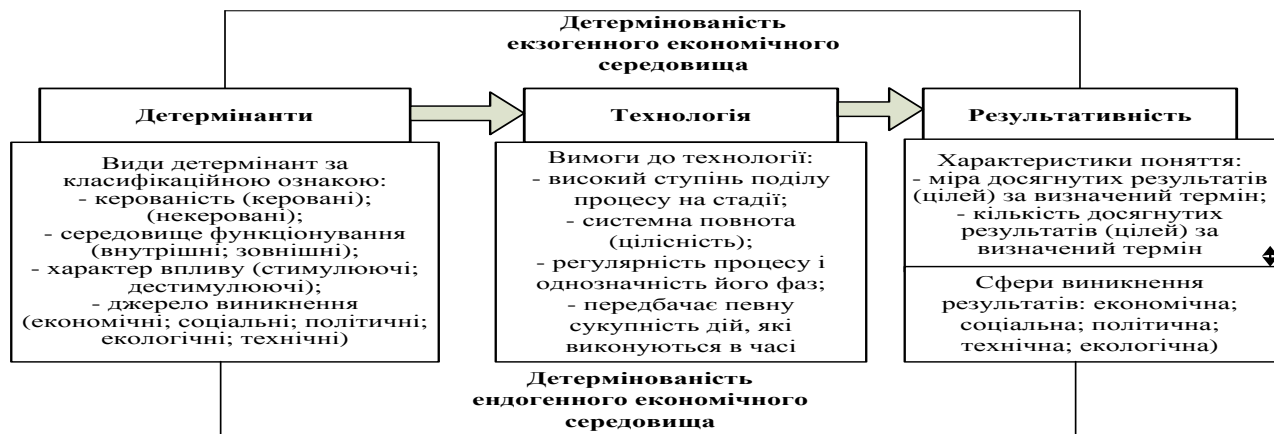 Детермінованість
екзогенного економічного
середовища
Детермінанти
Технологія
Результативність
Види детермінант за
класифікаційною ознакою:
- керованість (керовані);
(некеровані);
- середовище функціонування
(внутрішні; зовнішні);
- характер впливу (стимулюючі;
дестимулюючі);
- джерело виникнення
(економічні; соціальні; політичні;
екологічні; технічні)
Вимоги до технології:
- високий ступінь поділу
процесу на стадії;
- системна повнота
(цілісність);
- регулярність процесу і
однозначність його фаз;
- передбачає певну
сукупність дій, які
виконуються в часі
Характеристики поняття:
- міра досягнутих результатів
(цілей) за визначений термін;
- кількість досягнутих
результатів (цілей) за
визначений термін
Сфери виникнення
результатів: економічна;
соціальна; політична;
технічна; екологічна)
Детермінованість
ендогенного економічного
середовища